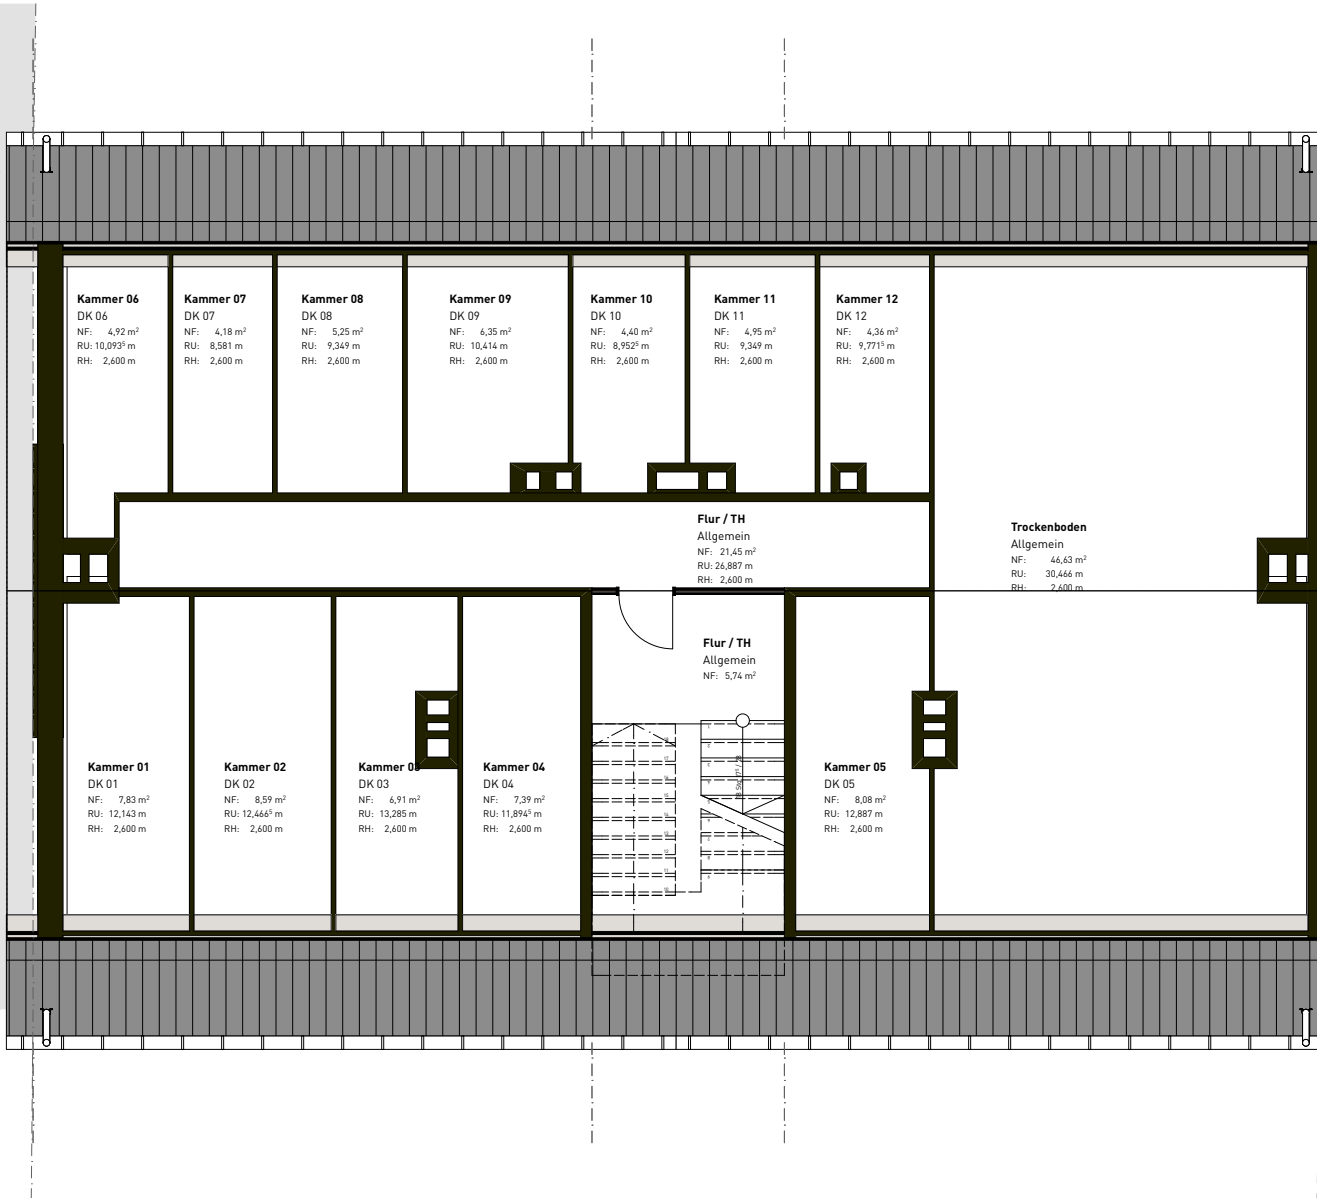 Kammer 06
DK 06
NF: 4,92 m²
RU: 10,093⁵ m
RH: 2,600 m
Kammer 07
DK 07
NF: 4,18 m²
RU: 8,581 m
RH: 2,600 m
Kammer 08
DK 08
NF: 5,25 m²
RU: 9,349 m
RH: 2,600 m
Kammer 09
DK 09
NF: 6,35 m²
RU: 10,414 m
RH: 2,600 m
Kammer 10
DK 10
NF: 4,40 m²
RU: 8,952⁵ m
RH: 2,600 m
Kammer 11
DK 11
NF: 4,95 m²
RU: 9,349 m
RH: 2,600 m
Kammer 12
DK 12
NF: 4,36 m²
RU: 9,771⁵ m
RH: 2,600 m
Flur / TH
Allgemein
NF: 21,45 m²
RU: 26,887 m
RH: 2,600 m
Trockenboden
Allgemein
NF: 46,63 m²
RU: 30,466 m
RH: 2,600 m
Flur / TH
Allgemein
NF: 5,74 m²
Kammer 01
DK 01
NF: 7,83 m²
RU: 12,143 m
RH: 2,600 m
Kammer 02
DK 02
NF: 8,59 m²
RU: 12,466⁵ m
RH: 2,600 m
Kammer 03
DK 03
NF: 6,91 m²
RU: 13,285 m
RH: 2,600 m
Kammer 04
DK 04
NF: 7,39 m²
RU: 11,894⁵ m
RH: 2,600 m
Kammer 05
DK 05
NF: 8,08 m²
RU: 12,887 m
RH: 2,600 m